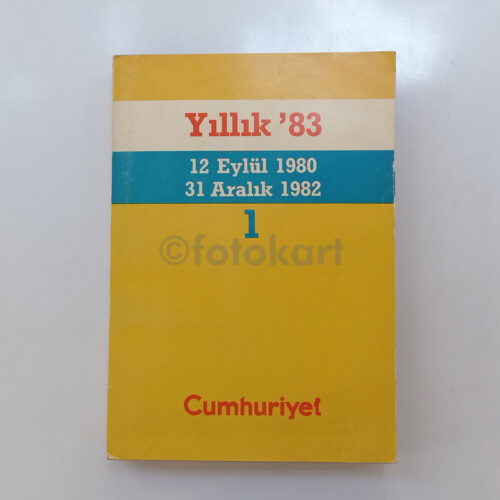 Yıllık ’83
12 Eylül 1980
31 Aralık 1982
1
©fotokart
Cumhuriyet